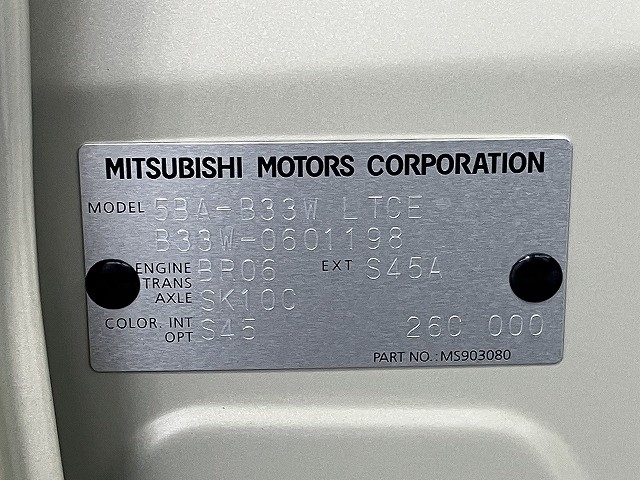 MITSUBISHI MOTORS CORPORATION
MODEL 5BA-B33W LTCE
B33W-0601198
ENGINE BR06 EXT S45A
TRANS
AXLE SK10C
COLOR. INT S45 26C 000
OPT
PART NO.:MS903080